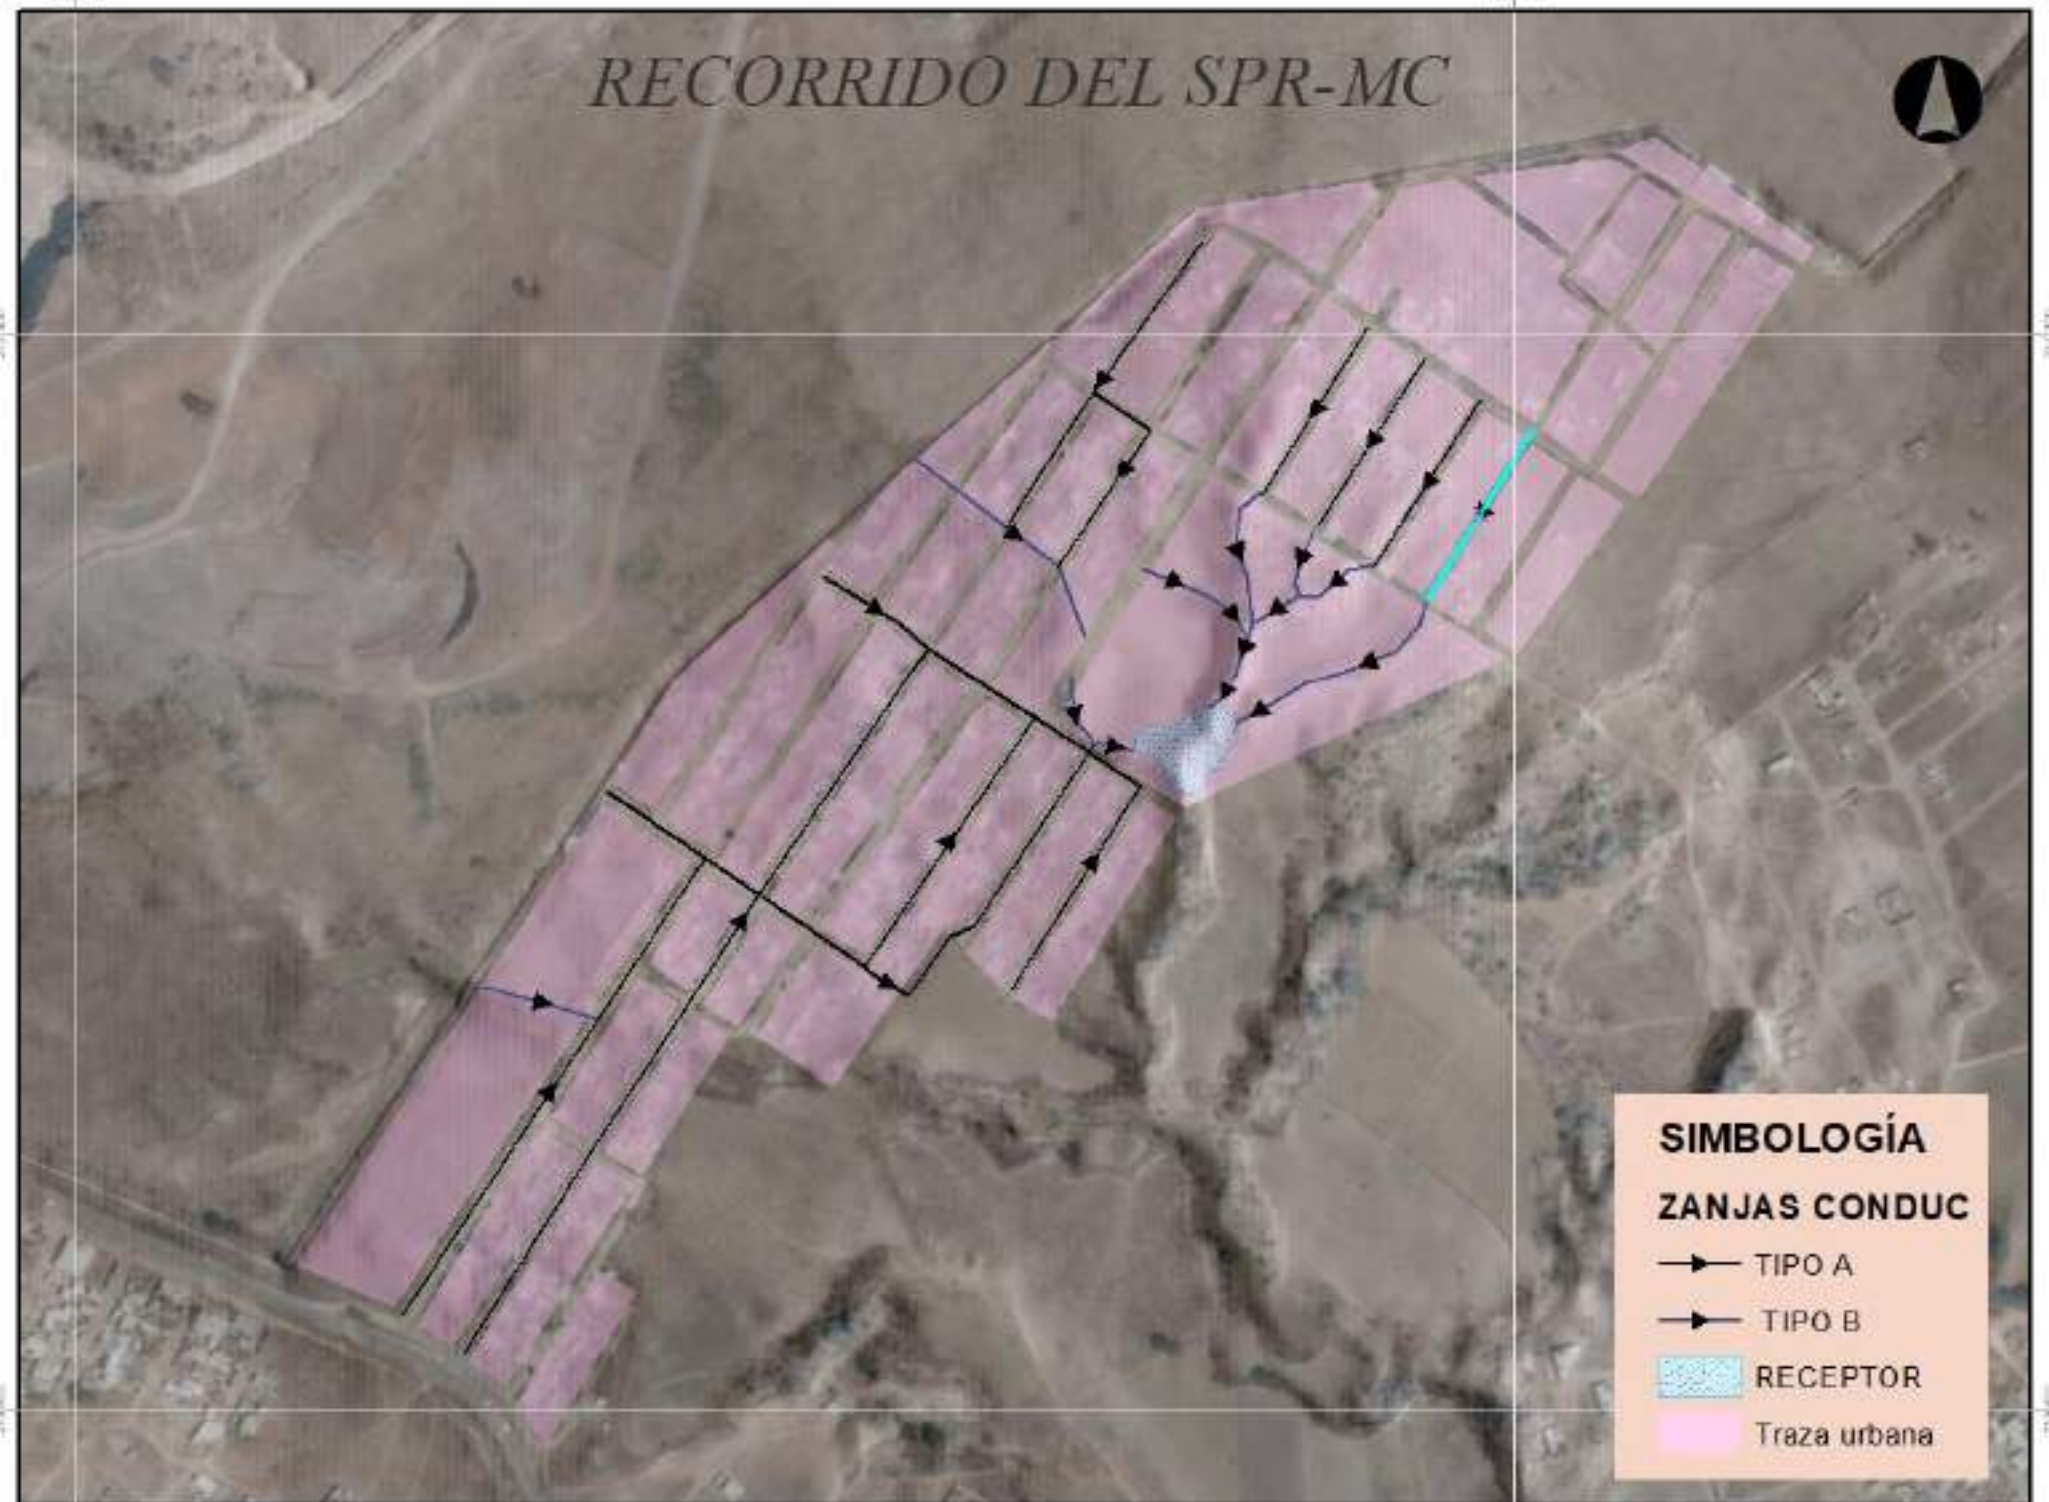 RECORRIDO DEL SPR-MC
SIMBOLOGÍA
ZANJAS CONDUC
TIPO A
TIPO B
RECEPTOR
Traza urbana